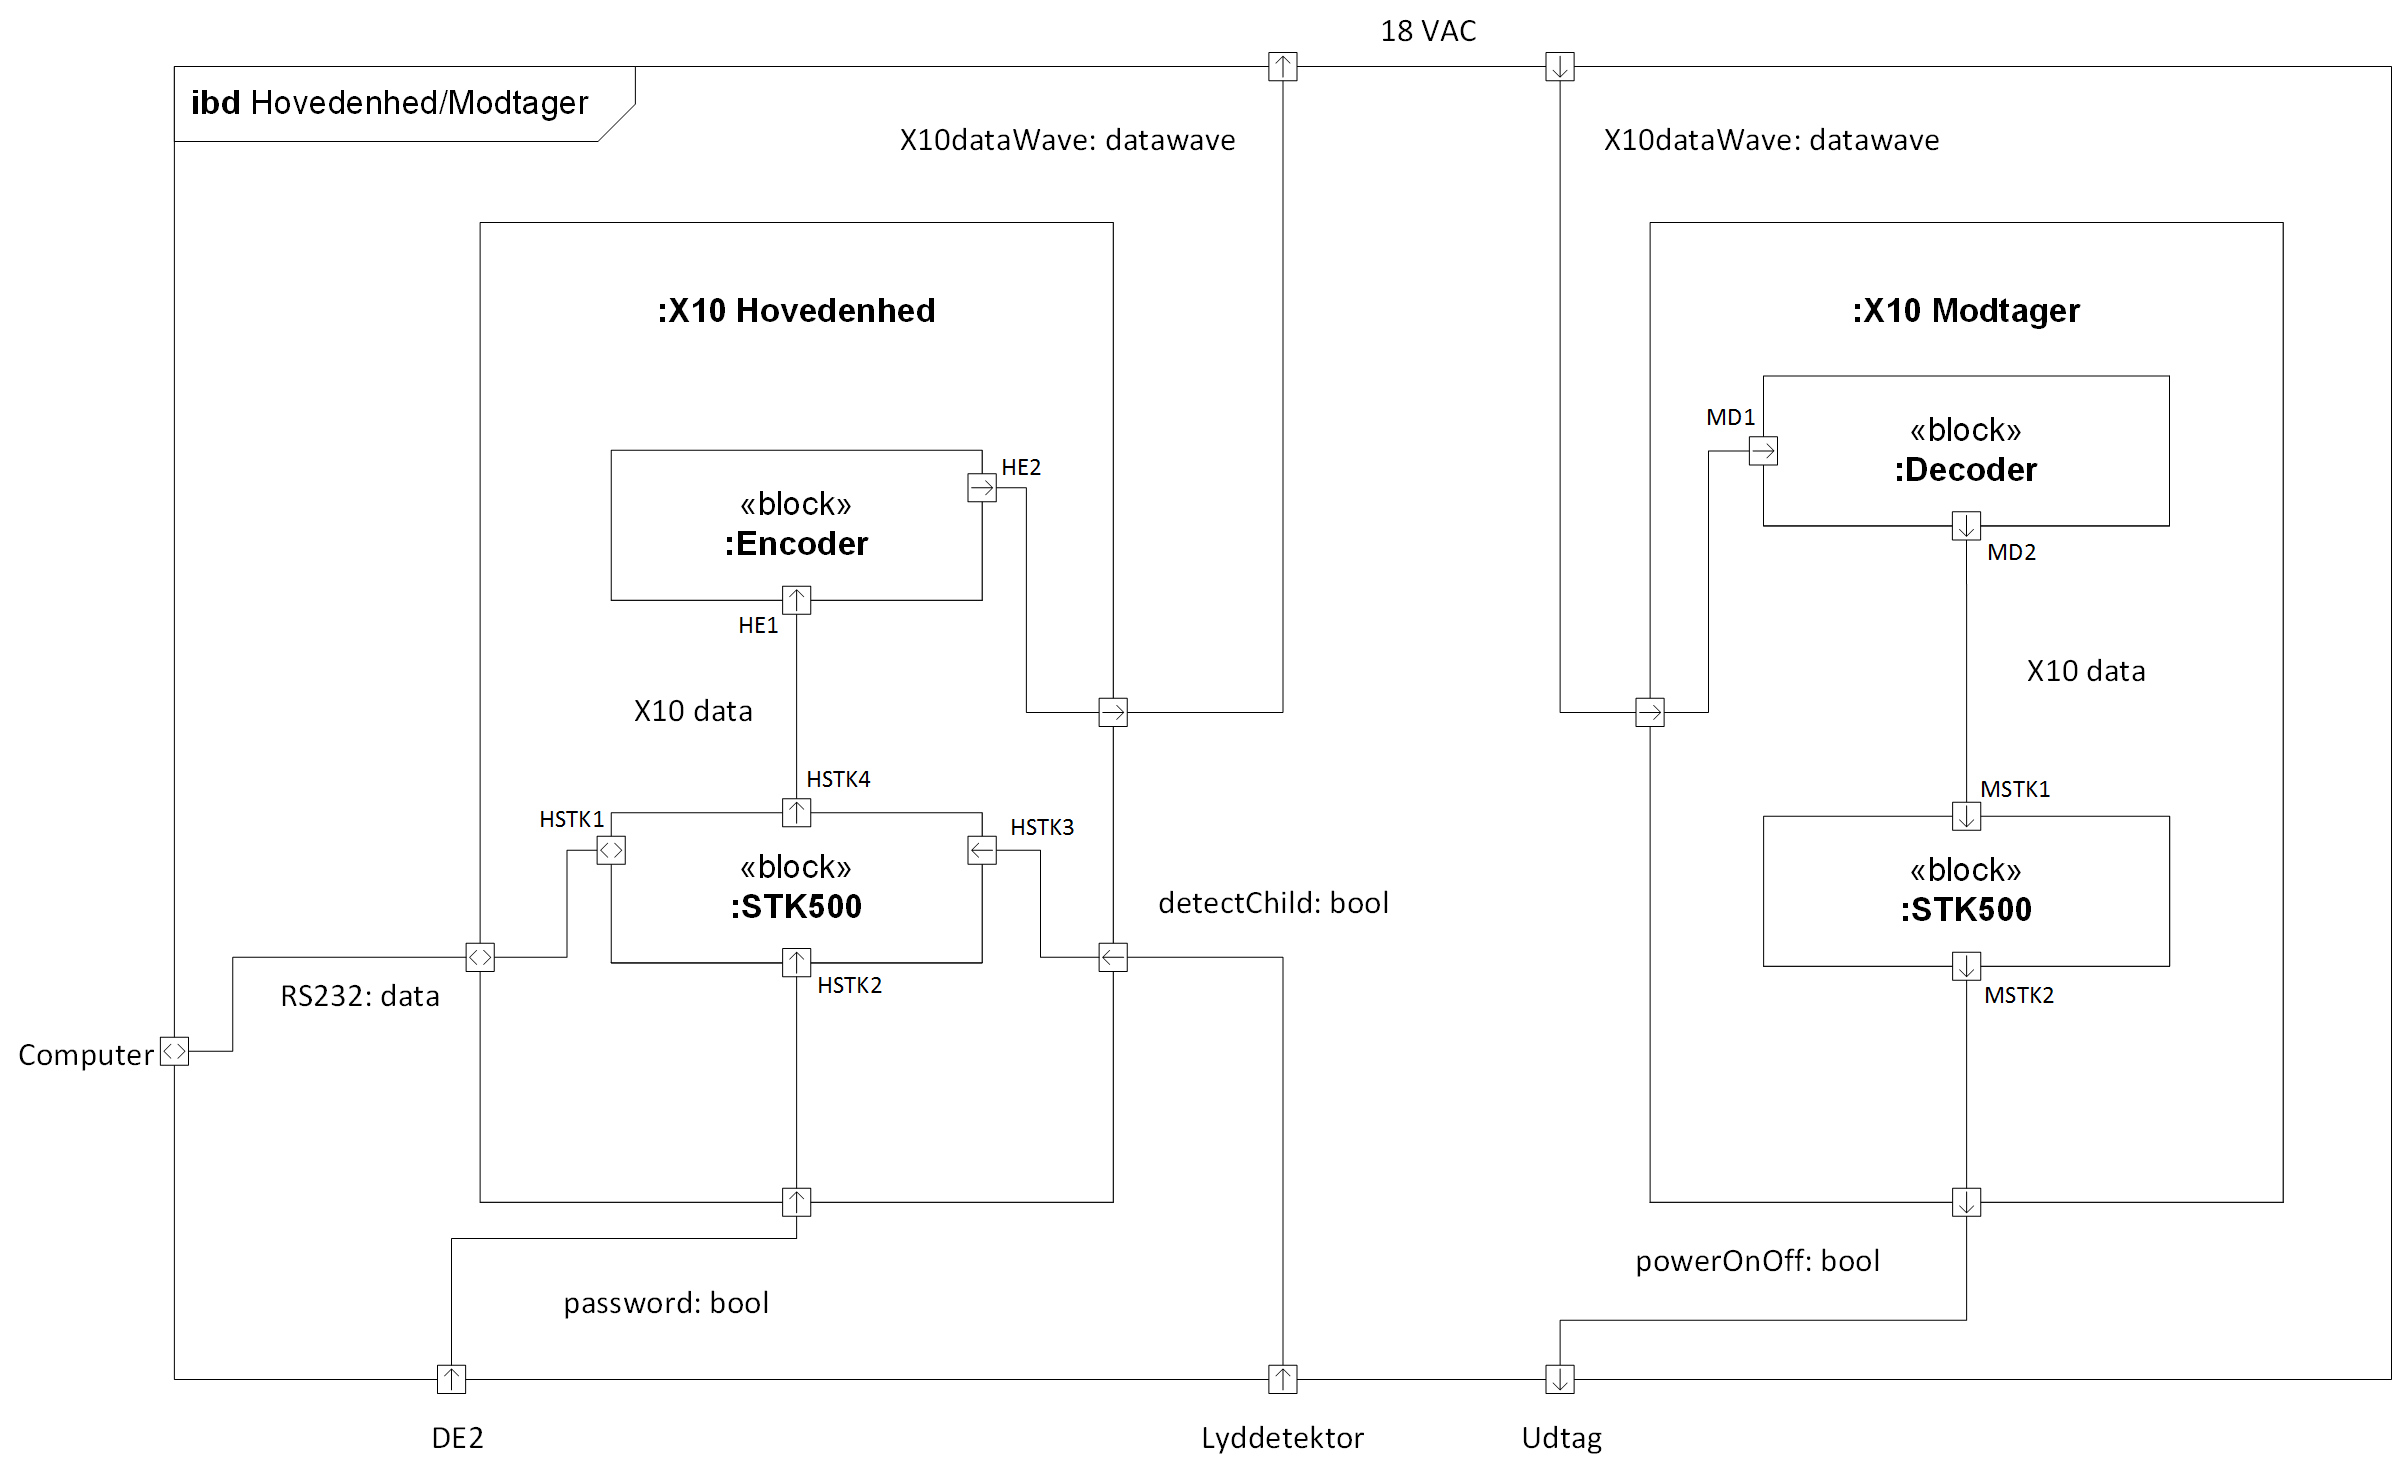 18 VAC
ibd Hovedenhed/Modtager
X10dataWave: datawave
X10dataWave: datawave
:X10 Hovedenhed
:X10 Modtager
MD1
«block»
:Decoder
HE2
«block»
:Encoder
MD2
HE1
X10 data
X10 data
HSTK4
MSTK1
HSTK1
HSTK3
«block»
:STK500
«block»
:STK500
detectChild: bool
HSTK2
MSTK2
RS232: data
Computer
powerOnOff: bool
password: bool
DE2
Lyddetektor
Udtag